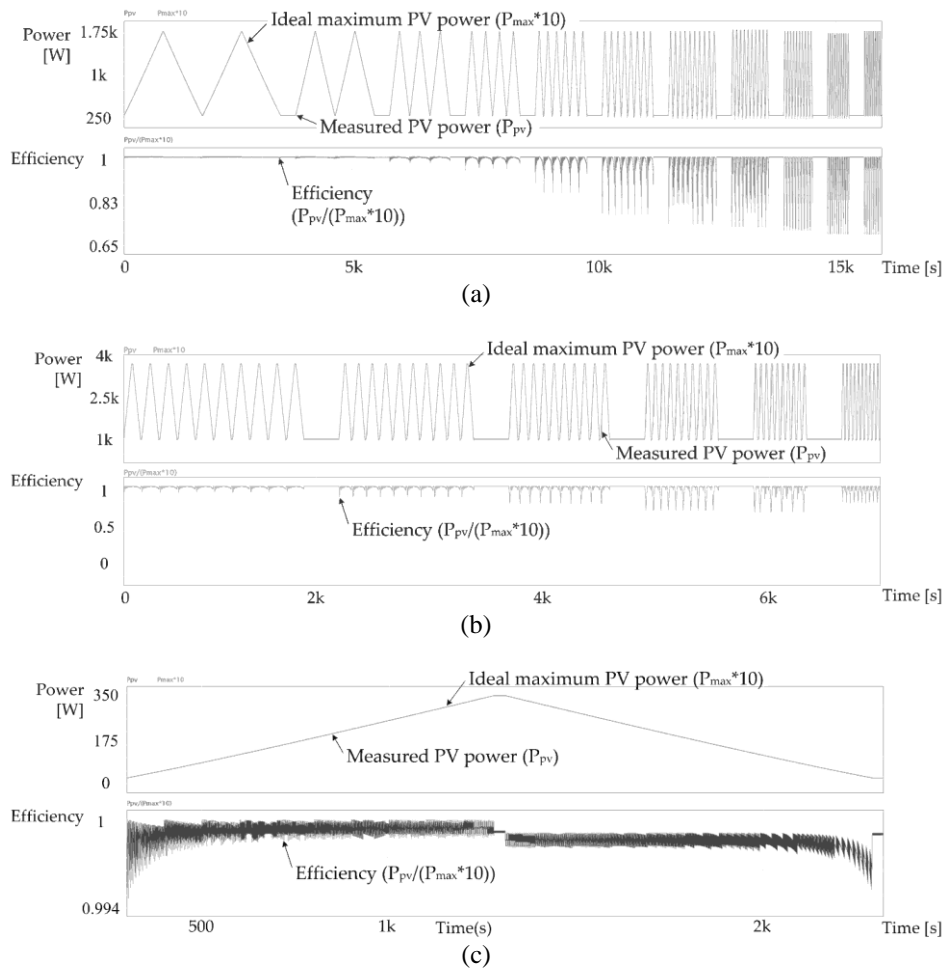 Ppv Pmax*10
Power
[W]
1.75k
1k
250
Ideal maximum PV power (Pmax*10)
Measured PV power (Ppv)
Ppv/(Pmax*10)
Efficiency
1
0.83
0.65
Efficiency
(Ppv/(Pmax*10))
0 5k 10k 15k Time [s]
(a)
Ppv Pmax*10
Power
[W]
4k
2.5k
1k
Ideal maximum PV power (Pmax*10)
Measured PV power (Ppv)
Ppv/(Pmax*10)
Efficiency
1
0.5
0
Efficiency (Ppv/(Pmax*10))
0 2k 4k 6k Time [s]
(b)
Ppv Pmax*10
Power
[W]
350
175
0
Ideal maximum PV power (Pmax*10)
Measured PV power (Ppv)
Ppv/(Pmax*10)
Efficiency
1
0.994
Efficiency (Ppv/(Pmax*10))
500 1k Time(s) 2k Time [s]
(c)